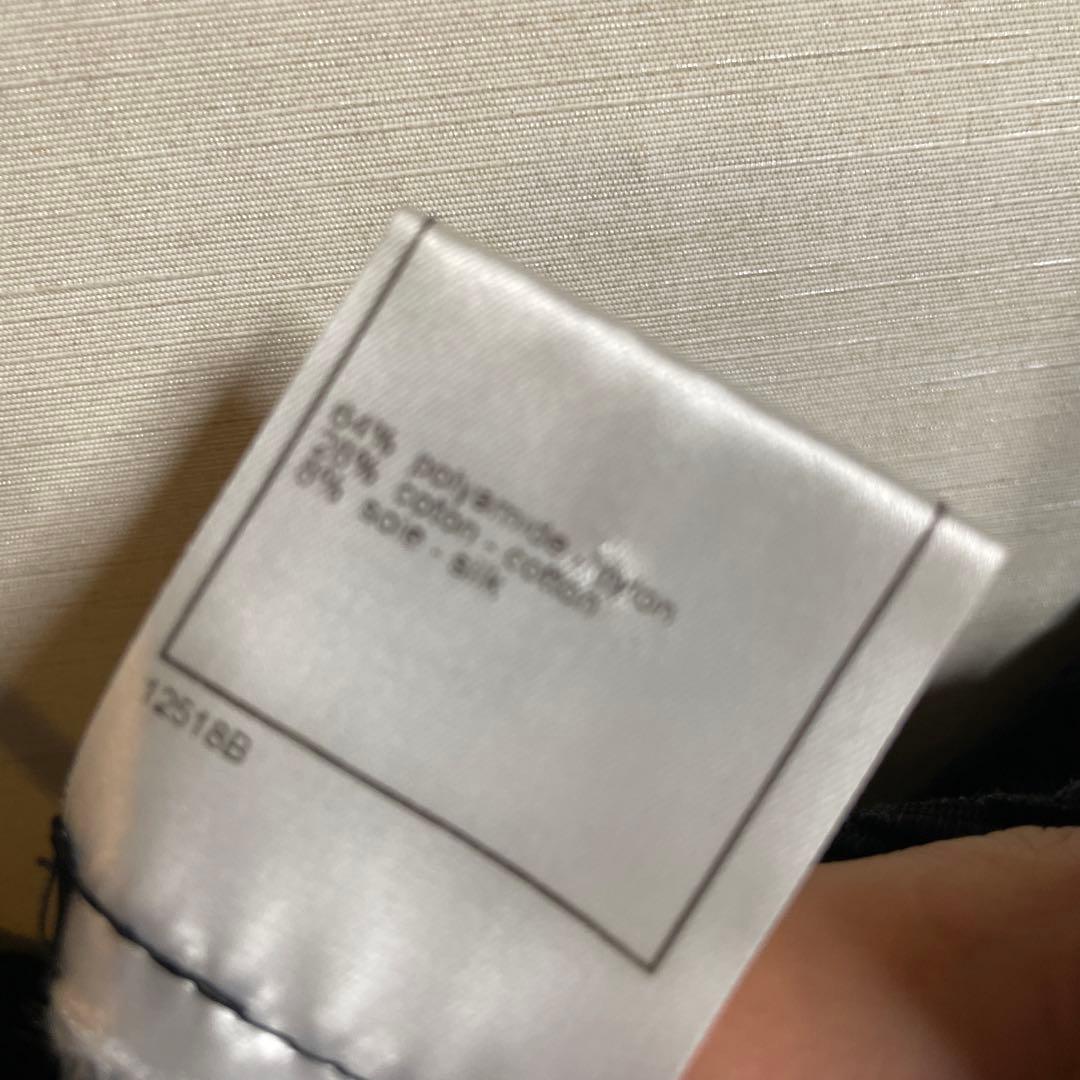 64% polyamide - nylon
28% coton - cotton
8% soie - silk
12518B